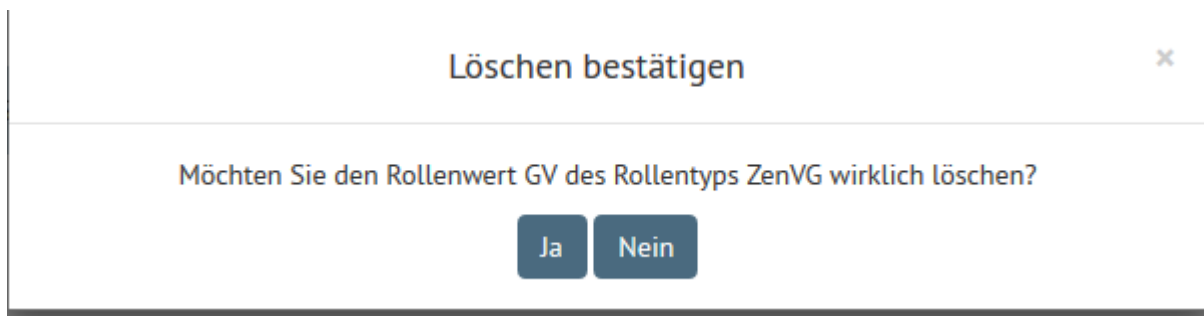 Löschen bestätigen
×
Möchten Sie den Rollenwert GV des Rollentyps ZenVG wirklich löschen?
Ja Nein